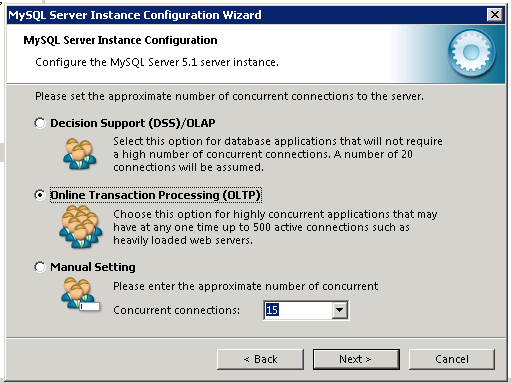 MySQL Server Instance Configuration Wizard
MySQL Server Instance Configuration
Configure the MySQL Server 5.1 server instance.
Please set the approximate number of concurrent connections to the server.
Decision Support (DSS)/OLAP
Select this option for database applications that will not require
a high number of concurrent connections. A number of 20
connections will be assumed.
Online Transaction Processing (OLTP)
Choose this option for highly concurrent applications that may
have at any one time up to 500 active connections such as
heavily loaded web servers.
Manual Setting
Please enter the approximate number of concurrent
Concurrent connections: 15
< Back Next > Cancel